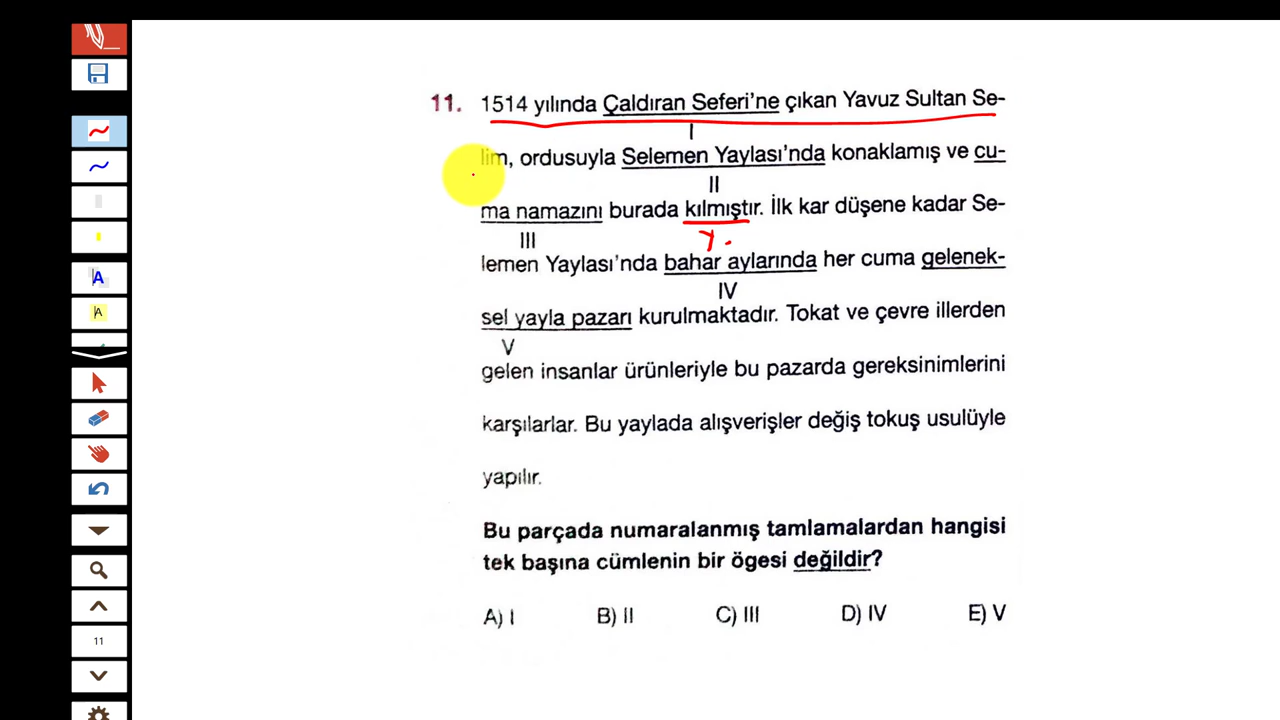 11. 1514 yılında Çaldıran Seferi'ne çıkan Yavuz Sultan Se-
I
lim, ordusuyla Selemen Yaylası'nda konaklamış ve cu-
II
ma namazını burada kılmıştır. İlk kar düşene kadar Se-
III
Y.
lemen Yaylası'nda bahar aylarında her cuma gelenek-
IV
sel yayla pazarı kurulmaktadır. Tokat ve çevre illerden
V
gelen insanlar ürünleriyle bu pazarda gereksinimlerini
karşılarlar. Bu yaylada alışverişler değiş tokuş usulüyle
yapılır.
Bu parçada numaralanmış tamlamalardan hangisi
tek başına cümlenin bir ögesi değildir?
A) I B) II C) III D) IV E) V
A
A
11